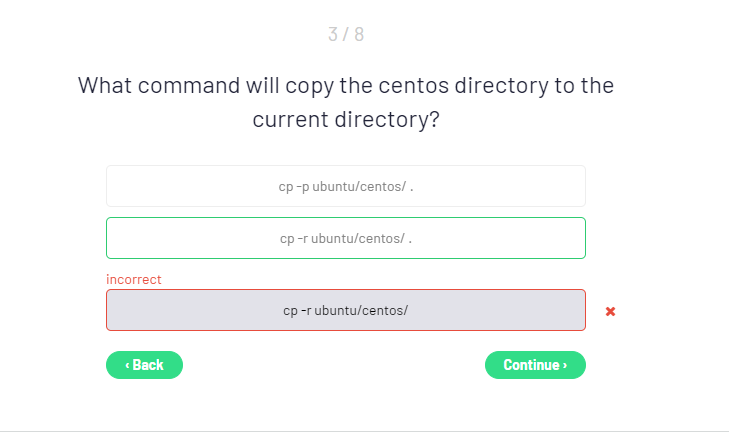 3 / 8
What command will copy the centos directory to the
current directory?
cp -p ubuntu/centos/ .
cp -r ubuntu/centos/ .
incorrect
cp -r ubuntu/centos/
‹ Back
Continue ›